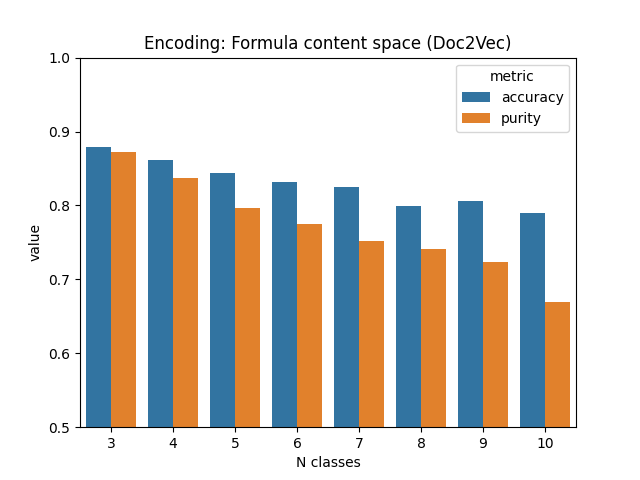 Encoding: Formula content space (Doc2Vec)
metric
accuracy
purity
value
1.0
0.9
0.8
0.7
0.6
0.5
3 4 5 6 7 8 9 10
N classes